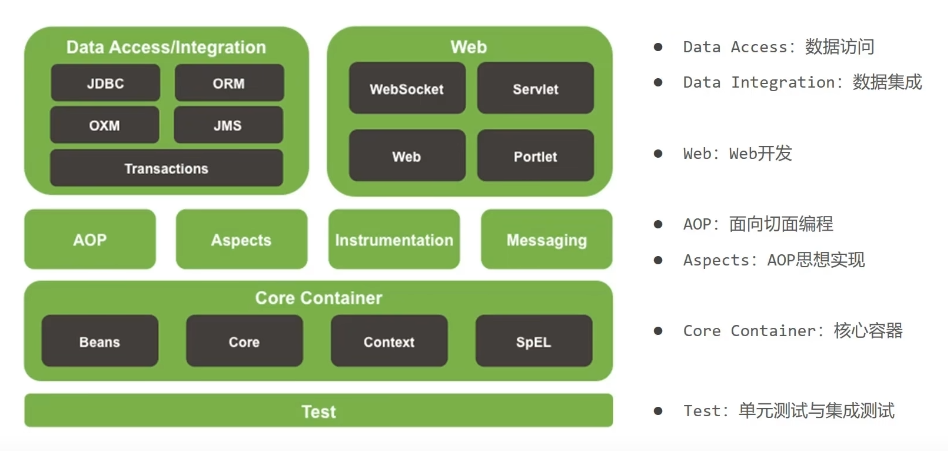 Data Access/Integration
JDBC
ORM
OXM
JMS
Transactions
Web
WebSocket
Servlet
Web
Portlet
AOP
Aspects
Instrumentation
Messaging
Core Container
Beans
Core
Context
SpEL
Test
● Data Access：数据访问
● Data Integration：数据集成
● Web：Web开发
● AOP：面向切面编程
● Aspects：AOP思想实现
● Core Container：核心容器
● Test：单元测试与集成测试